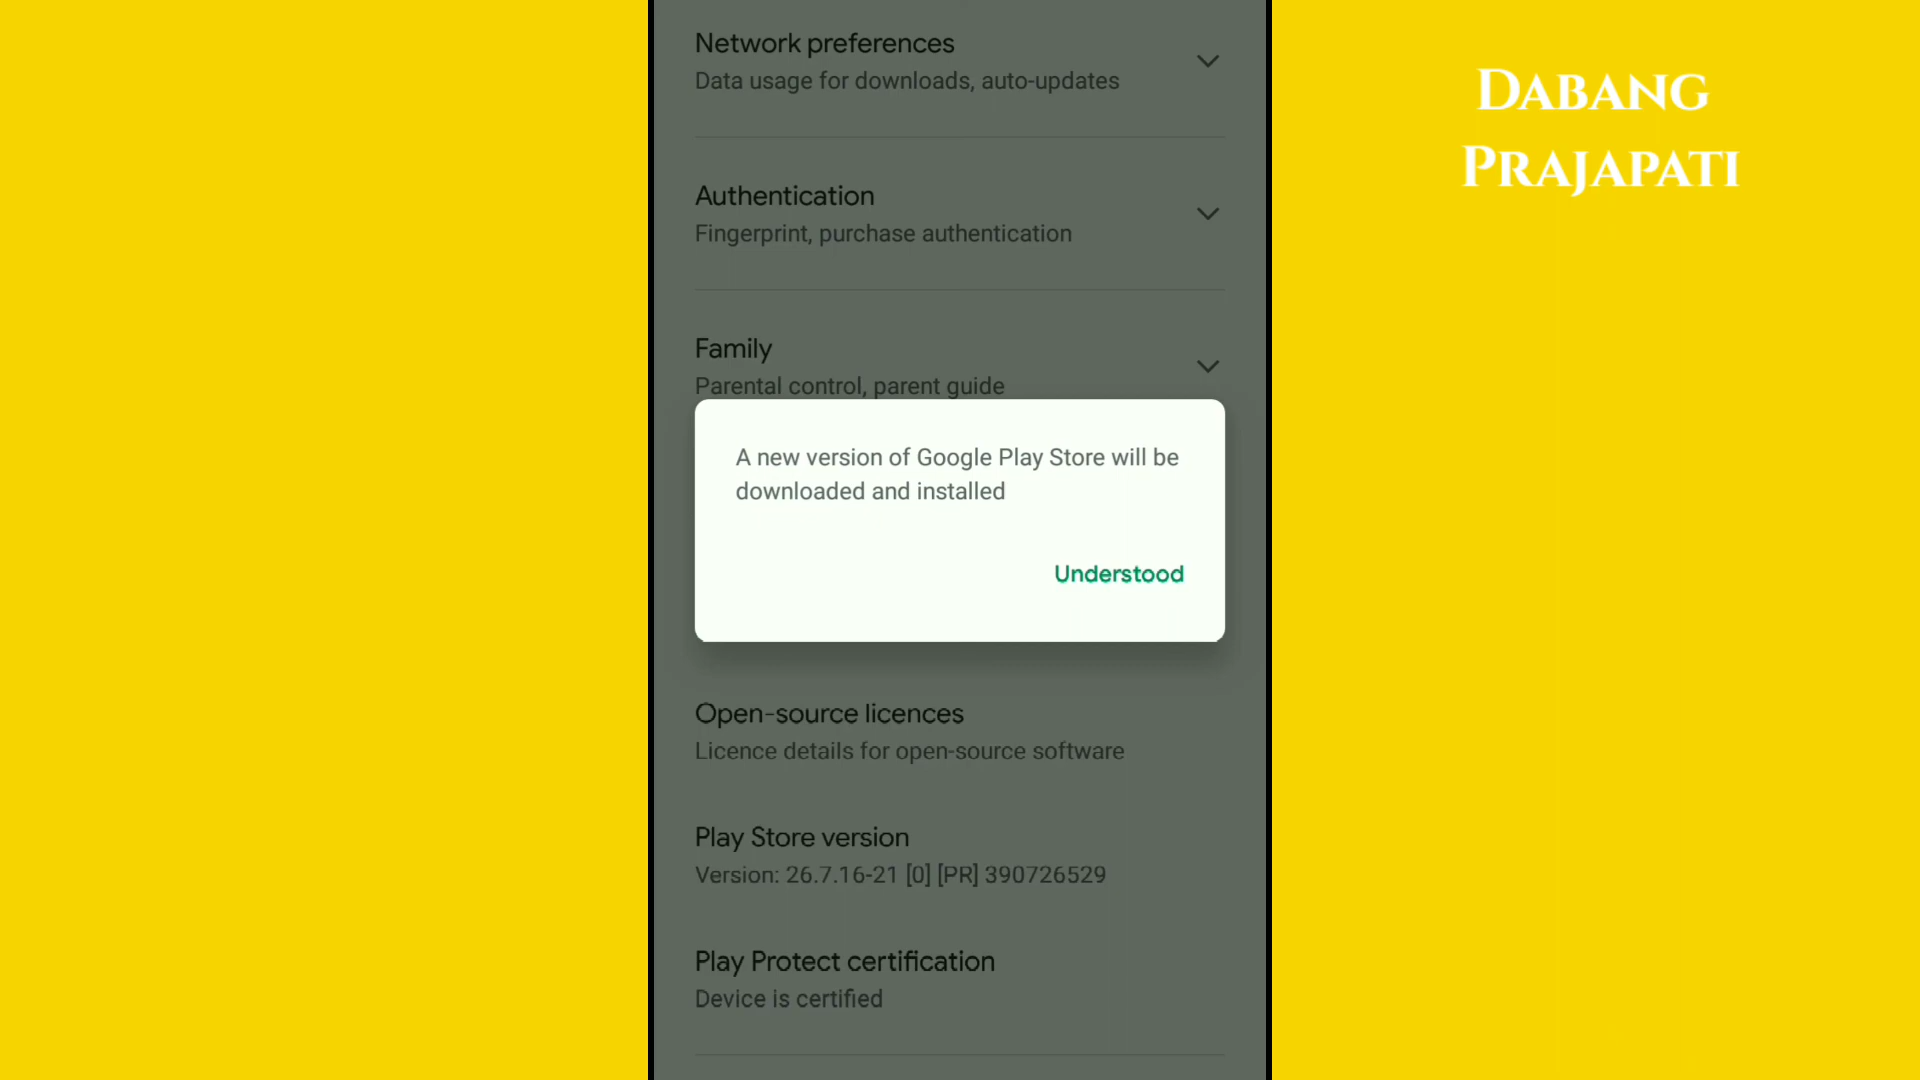 Network preferences
Data usage for downloads, auto-updates
Authentication
Fingerprint, purchase authentication
Family
Parental control, parent guide
A new version of Google Play Store will be
downloaded and installed
Understood
Open-source licences
Licence details for open-source software
Play Store version
Version: 26.7.16-21 [0] [PR] 390726529
Play Protect certification
Device is certified
DABANG
PRAJAPATI